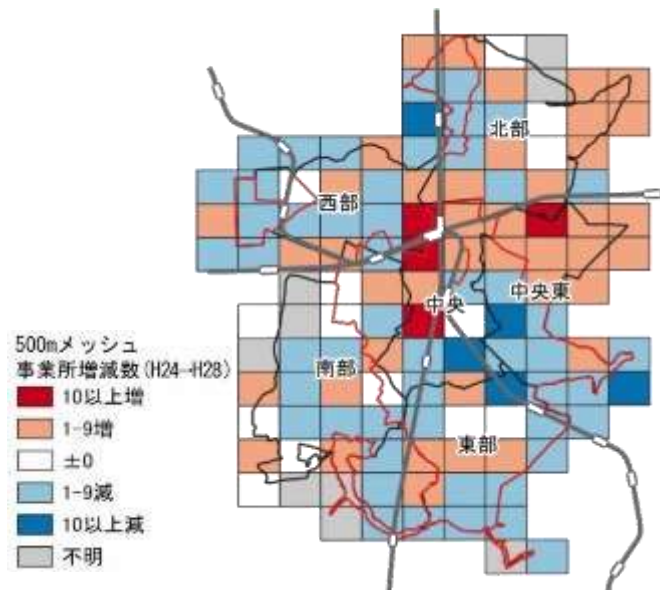 北部
西部
中央
中央東
南部
東部
500mメッシュ
事業所増減数(H24→H28)
10以上増
1-9増
±0
1-9減
10以上減
不明